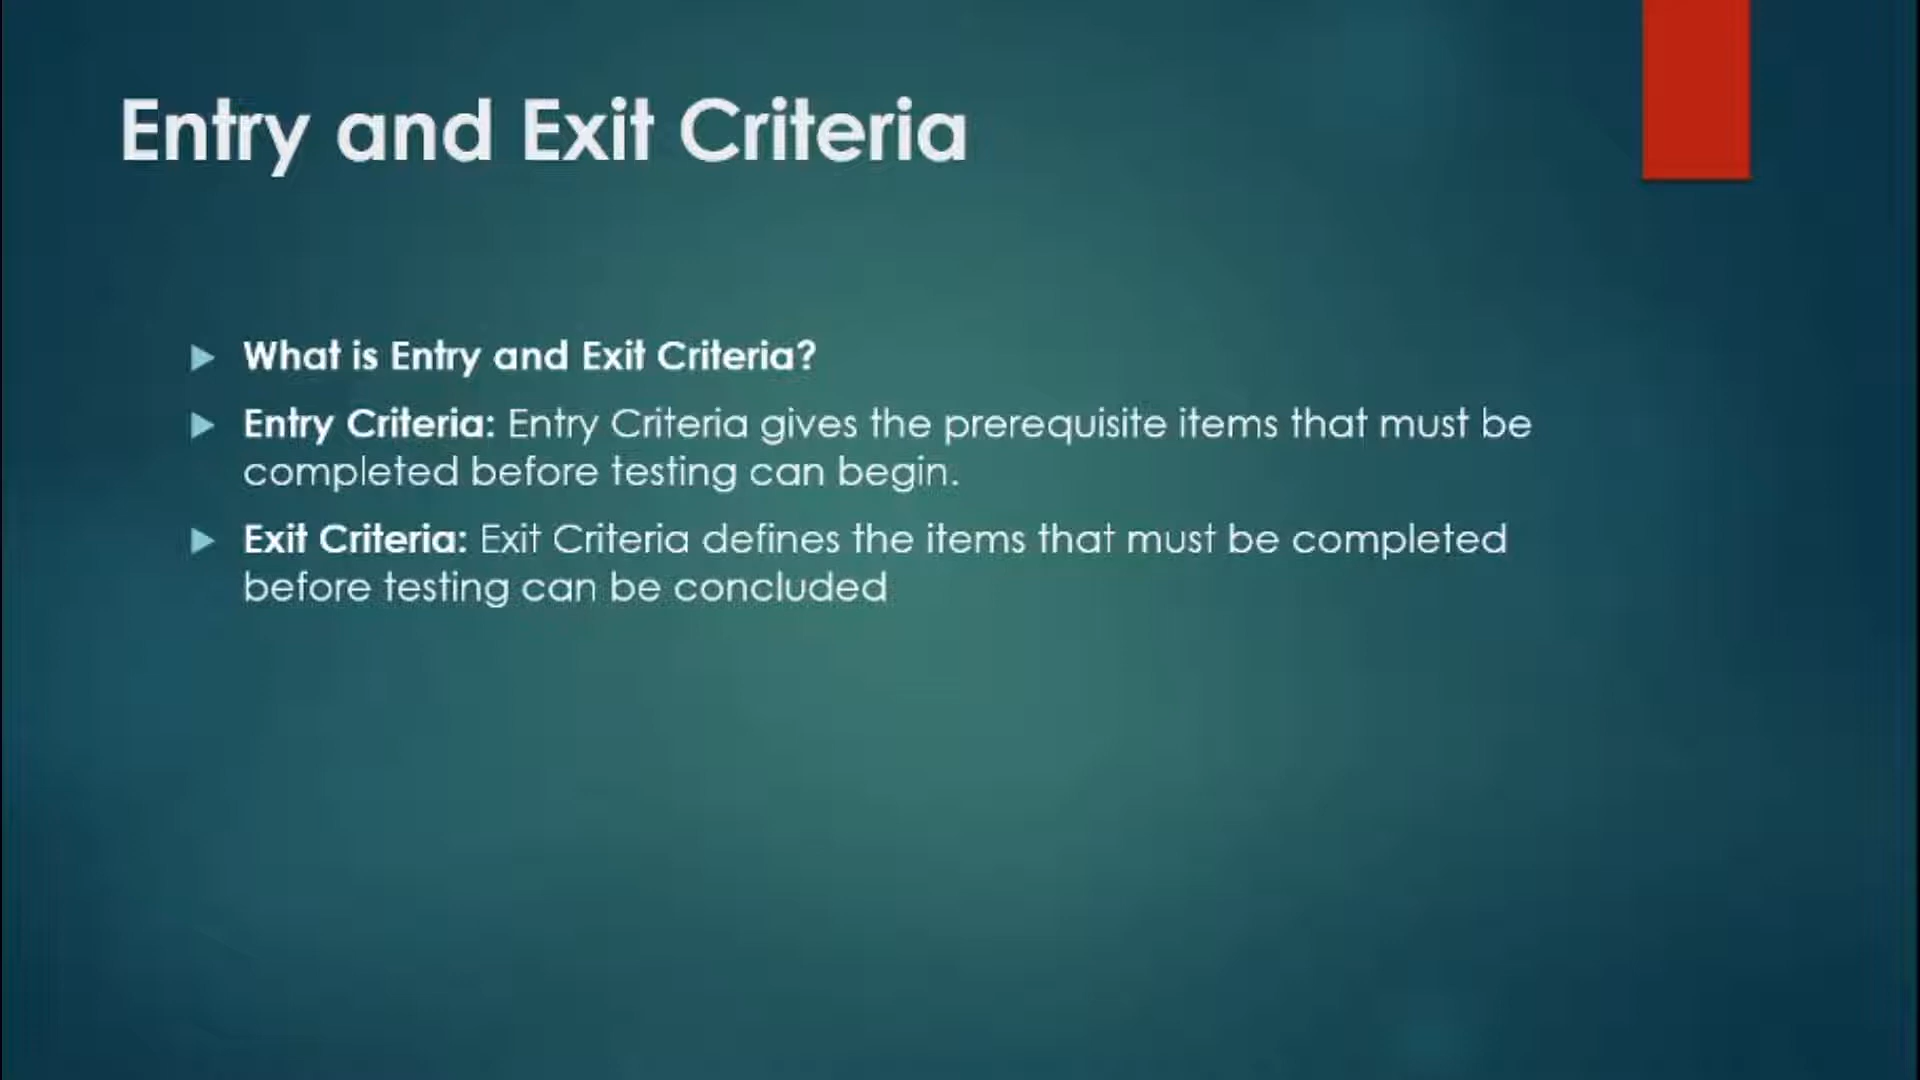 Entry and Exit Criteria
What is Entry and Exit Criteria?
Entry Criteria: Entry Criteria gives the prerequisite items that must be
completed before testing can begin.
Exit Criteria: Exit Criteria defines the items that must be completed
before testing can be concluded